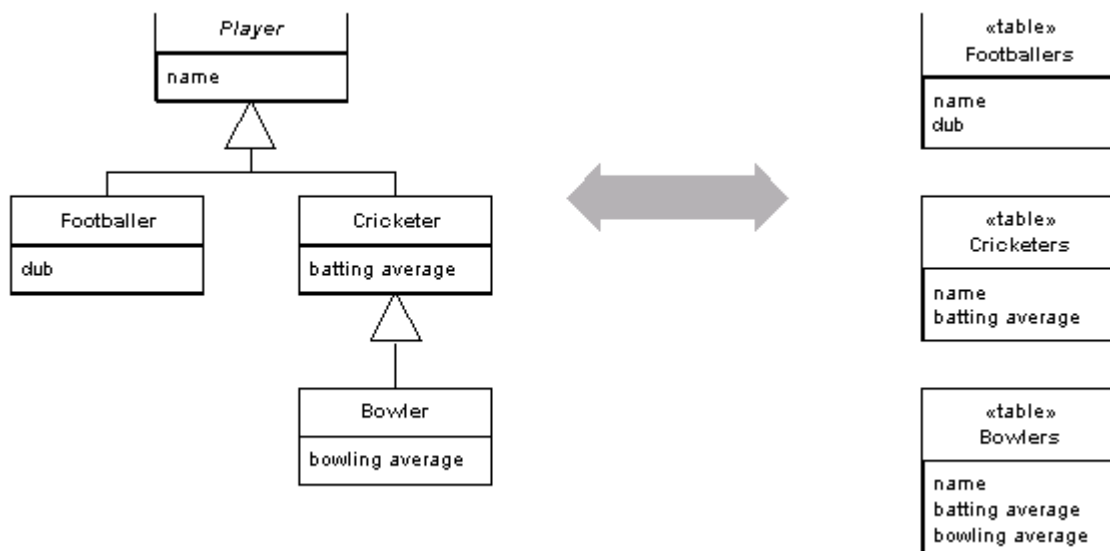 Player
name
Footballer
club
Cricketer
batting average
Bowler
bowling average
«table»
Footballers
name
club
«table»
Cricketers
name
batting average
«table»
Bowlers
name
batting average
bowling average